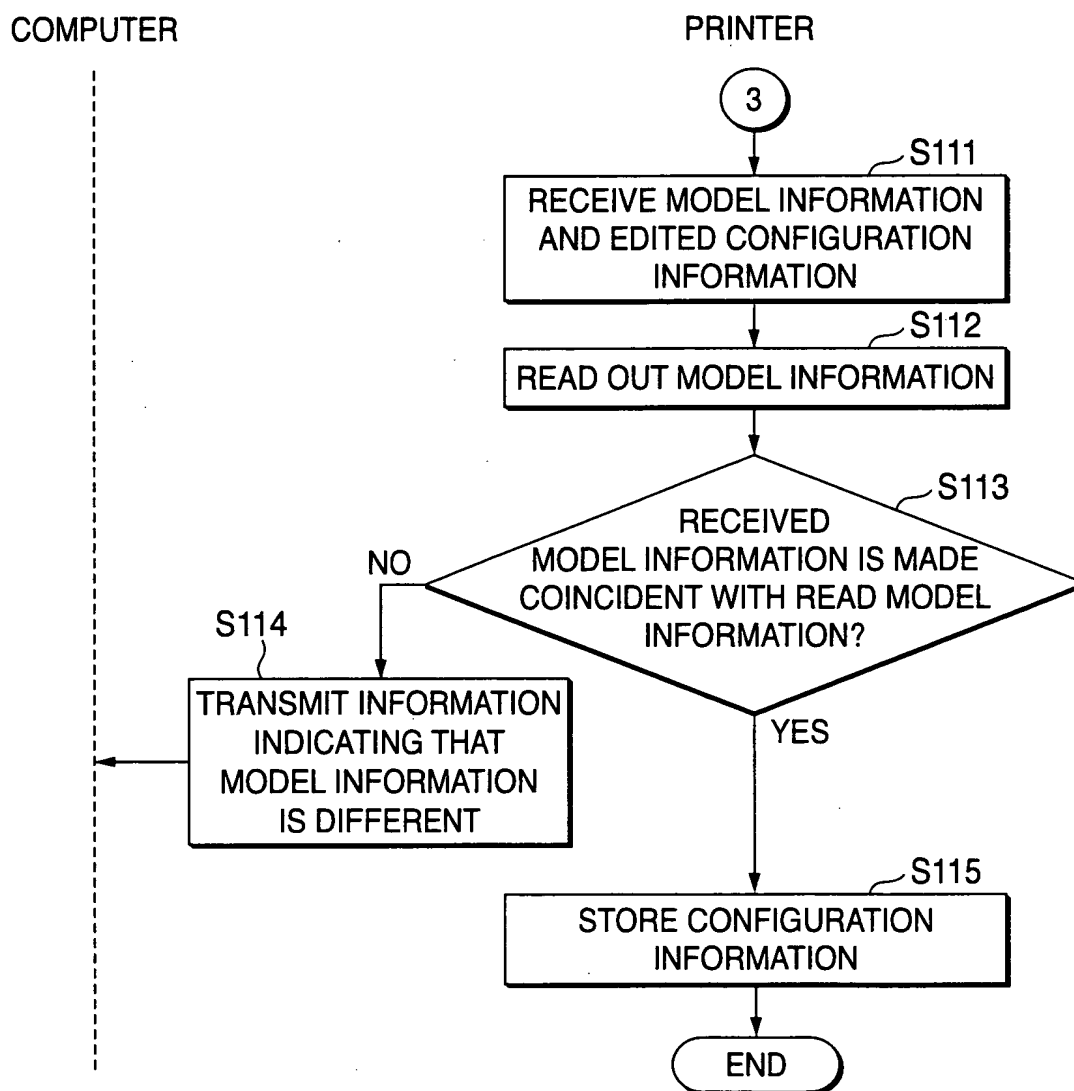 COMPUTER
PRINTER
3
S111
RECEIVE MODEL INFORMATION
AND EDITED CONFIGURATION
INFORMATION
S112
READ OUT MODEL INFORMATION
S113
RECEIVED
MODEL INFORMATION IS MADE
COINCIDENT WITH READ MODEL
INFORMATION?
NO
S114
TRANSMIT INFORMATION
INDICATING THAT
MODEL INFORMATION
IS DIFFERENT
YES
S115
STORE CONFIGURATION
INFORMATION
END